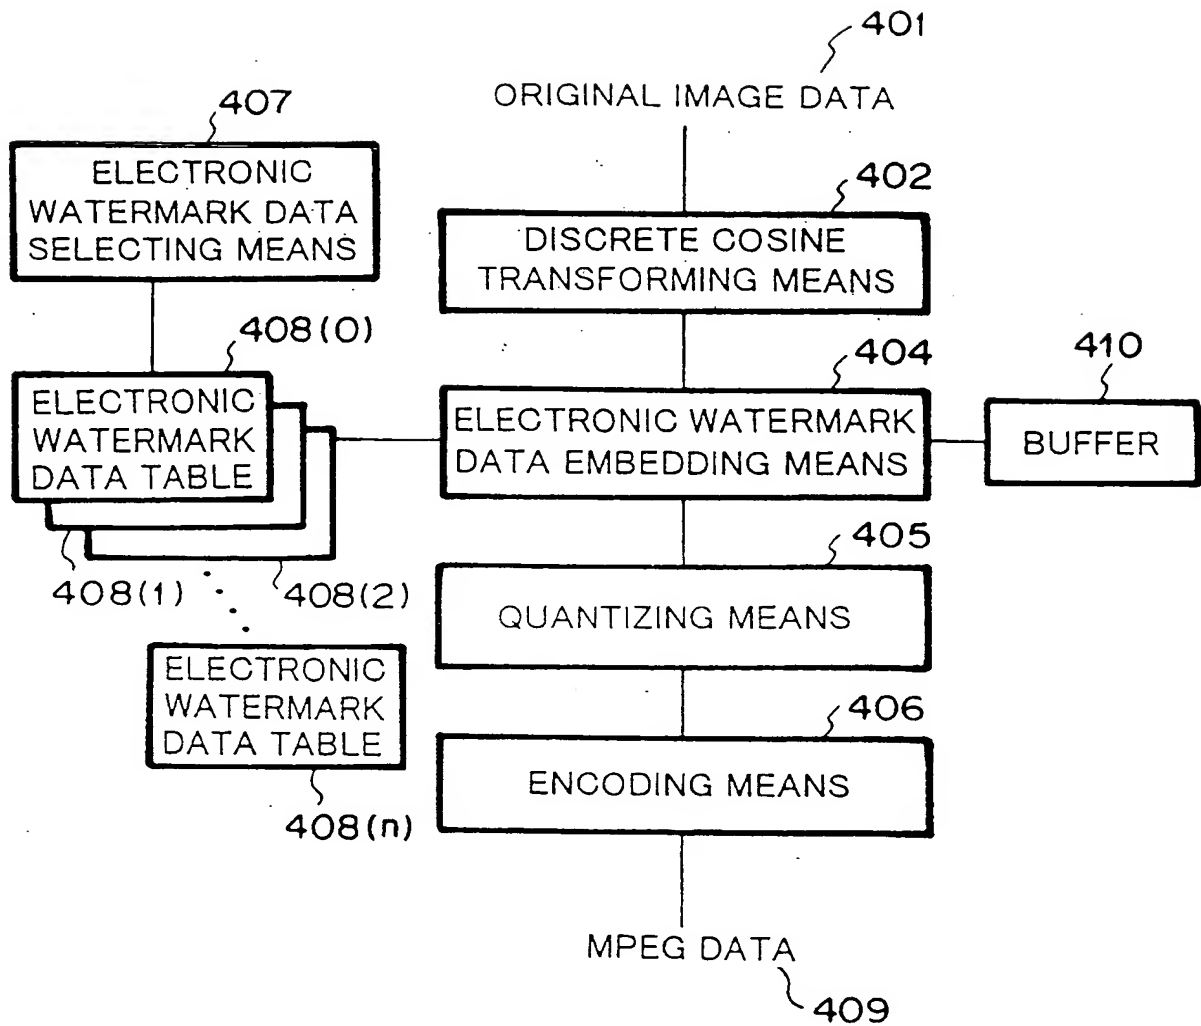 401
ORIGINAL IMAGE DATA
407
ELECTRONIC
WATERMARK DATA
SELECTING MEANS
402
DISCRETE COSINE
TRANSFORMING MEANS
408(0)
ELECTRONIC
WATERMARK
DATA TABLE
404
ELECTRONIC WATERMARK
DATA EMBEDDING MEANS
410
BUFFER
408(1)
408(2)
405
QUANTIZING MEANS
ELECTRONIC
WATERMARK
DATA TABLE
408(n)
406
ENCODING MEANS
MPEG DATA
409